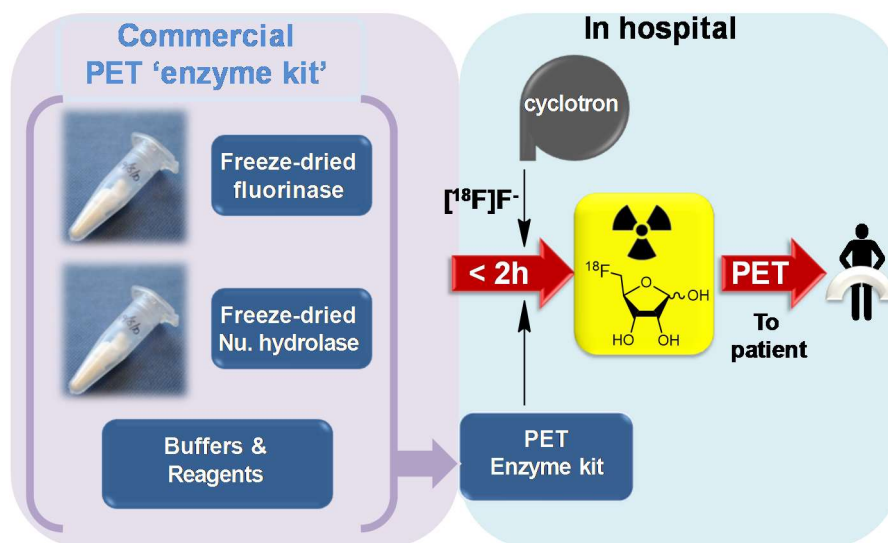 Commercial
PET ‘enzyme kit’
Freeze-dried
fluorinase
Freeze-dried
Nu. hydrolase
Buffers &
Reagents
In hospital
cyclotron
[¹⁸F]F⁻
< 2h
¹⁸F
O
OH
HO
OH
PET
To
patient
PET
Enzyme kit